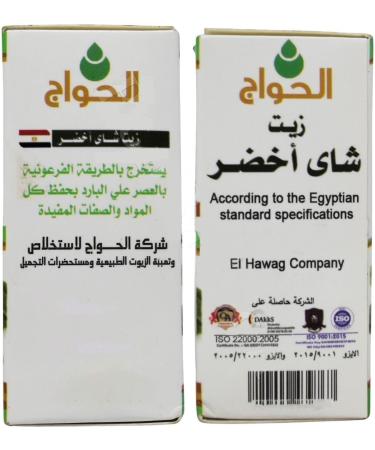 الحواج
زيت شاى أخضر
يستخرج بالطريقة الفرعونية
بالعصر علي البارد بحفظ كل
المواد والصفات المفيدة
شركة الحواج لاستخلاص
وتعبئة الزيوت الطبيعية ومستحضرات التجميل
الحواج
زيت
شاى أخضر
According to the Egyptian
standard specifications
El Hawag Company
الشركة حاصلة على
ISO
ISO 22000:2005
ISO 9001:2015
الايزو ٢٠١٥/٩٠٠١ والايزو ٢٠٠٥/٢٢٠٠٠